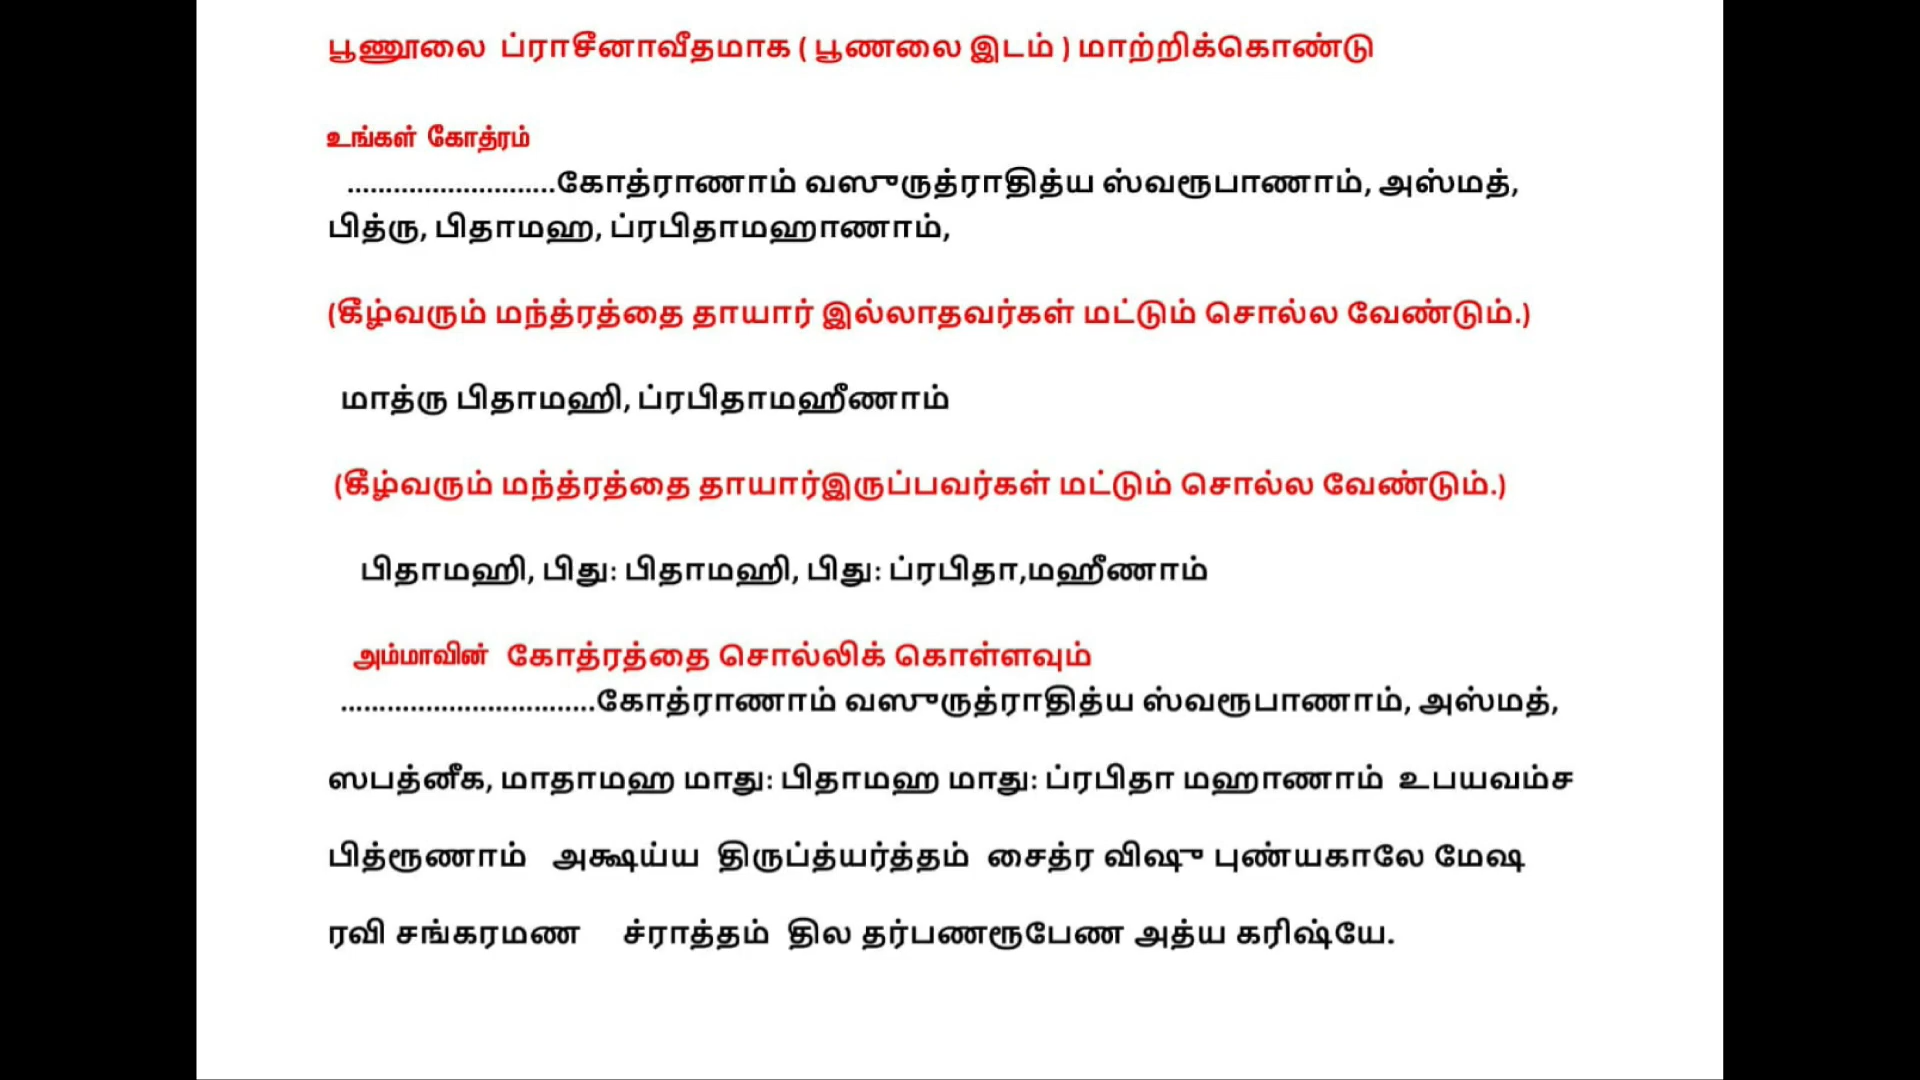 பூணூலை ப்ராசீனாவீதமாக ( பூணலை இடம் ) மாற்றிக்கொண்டு
உங்கள் கோத்ரம்
...........................கோத்ராணாம் வஸுருத்ராதித்ய ஸ்வரூபாணாம், அஸ்மத்,
பித்ரு, பிதாமஹ, ப்ரபிதாமஹாணாம்,
(கீழ்வரும் மந்த்ரத்தை தாயார் இல்லாதவர்கள் மட்டும் சொல்ல வேண்டும்.)
மாத்ரு பிதாமஹி, ப்ரபிதாமஹீணாம்
(கீழ்வரும் மந்த்ரத்தை தாயார்இருப்பவர்கள் மட்டும் சொல்ல வேண்டும்.)
பிதாமஹி, பிது: பிதாமஹி, பிது: ப்ரபிதா,மஹீணாம்
அம்மாவின் கோத்ரத்தை சொல்லிக் கொள்ளவும்
.................................கோத்ராணாம் வஸுருத்ராதித்ய ஸ்வரூபாணாம், அஸ்மத்,
ஸபத்னீக, மாதாமஹ மாது: பிதாமஹ மாது: ப்ரபிதா மஹாணாம் உபயவம்ச
பித்ரூணாம் அக்ஷய்ய திருப்த்யர்த்தம் சைத்ர விஷு புண்யகாலே மேஷ
ரவி சங்கரமண ச்ராத்தம் தில தர்பணரூபேண அத்ய கரிஷ்யே.